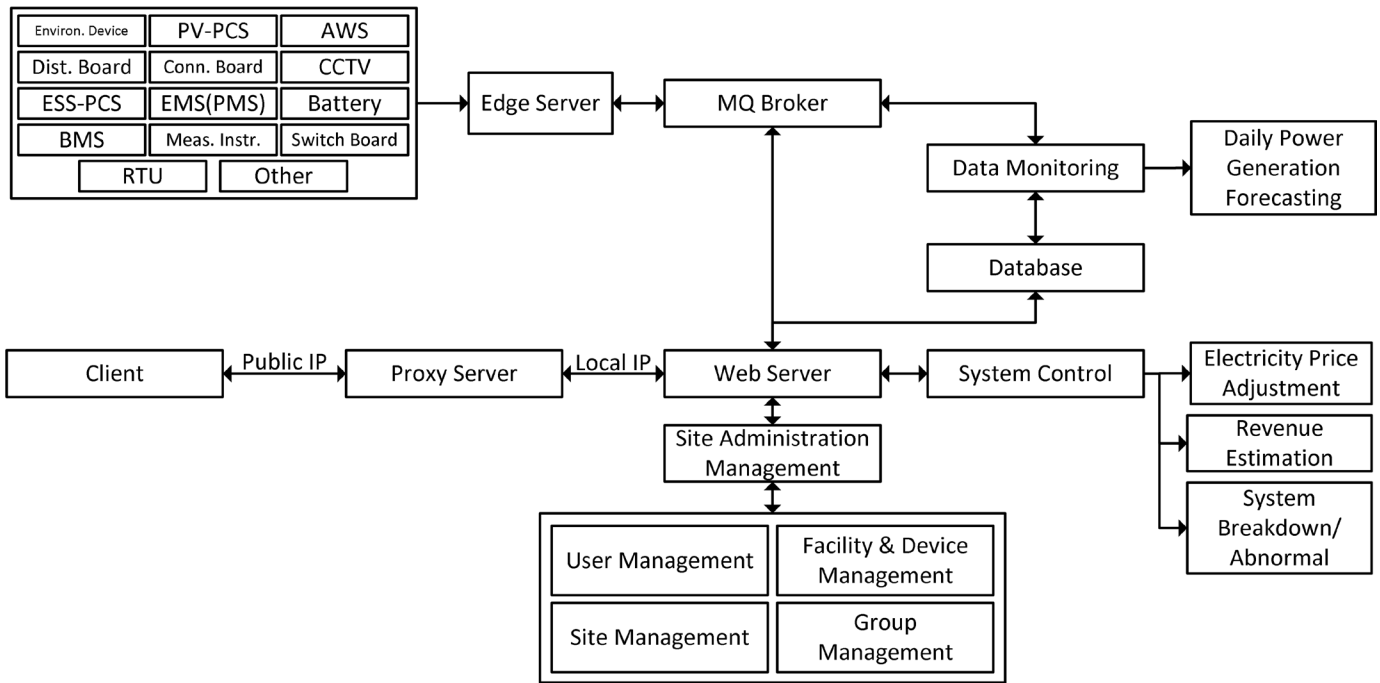 Environ. Device
PV-PCS
AWS
Dist. Board
Conn. Board
CCTV
ESS-PCS
EMS(PMS)
Battery
BMS
Meas. Instr.
Switch Board
RTU
Other
Edge Server
MQ Broker
Data Monitoring
Daily Power
Generation
Forecasting
Database
Client
Public IP
Proxy Server
Local IP
Web Server
System Control
Electricity Price
Adjustment
Revenue
Estimation
System
Breakdown/
Abnormal
Site Administration
Management
User Management
Facility & Device
Management
Site Management
Group
Management